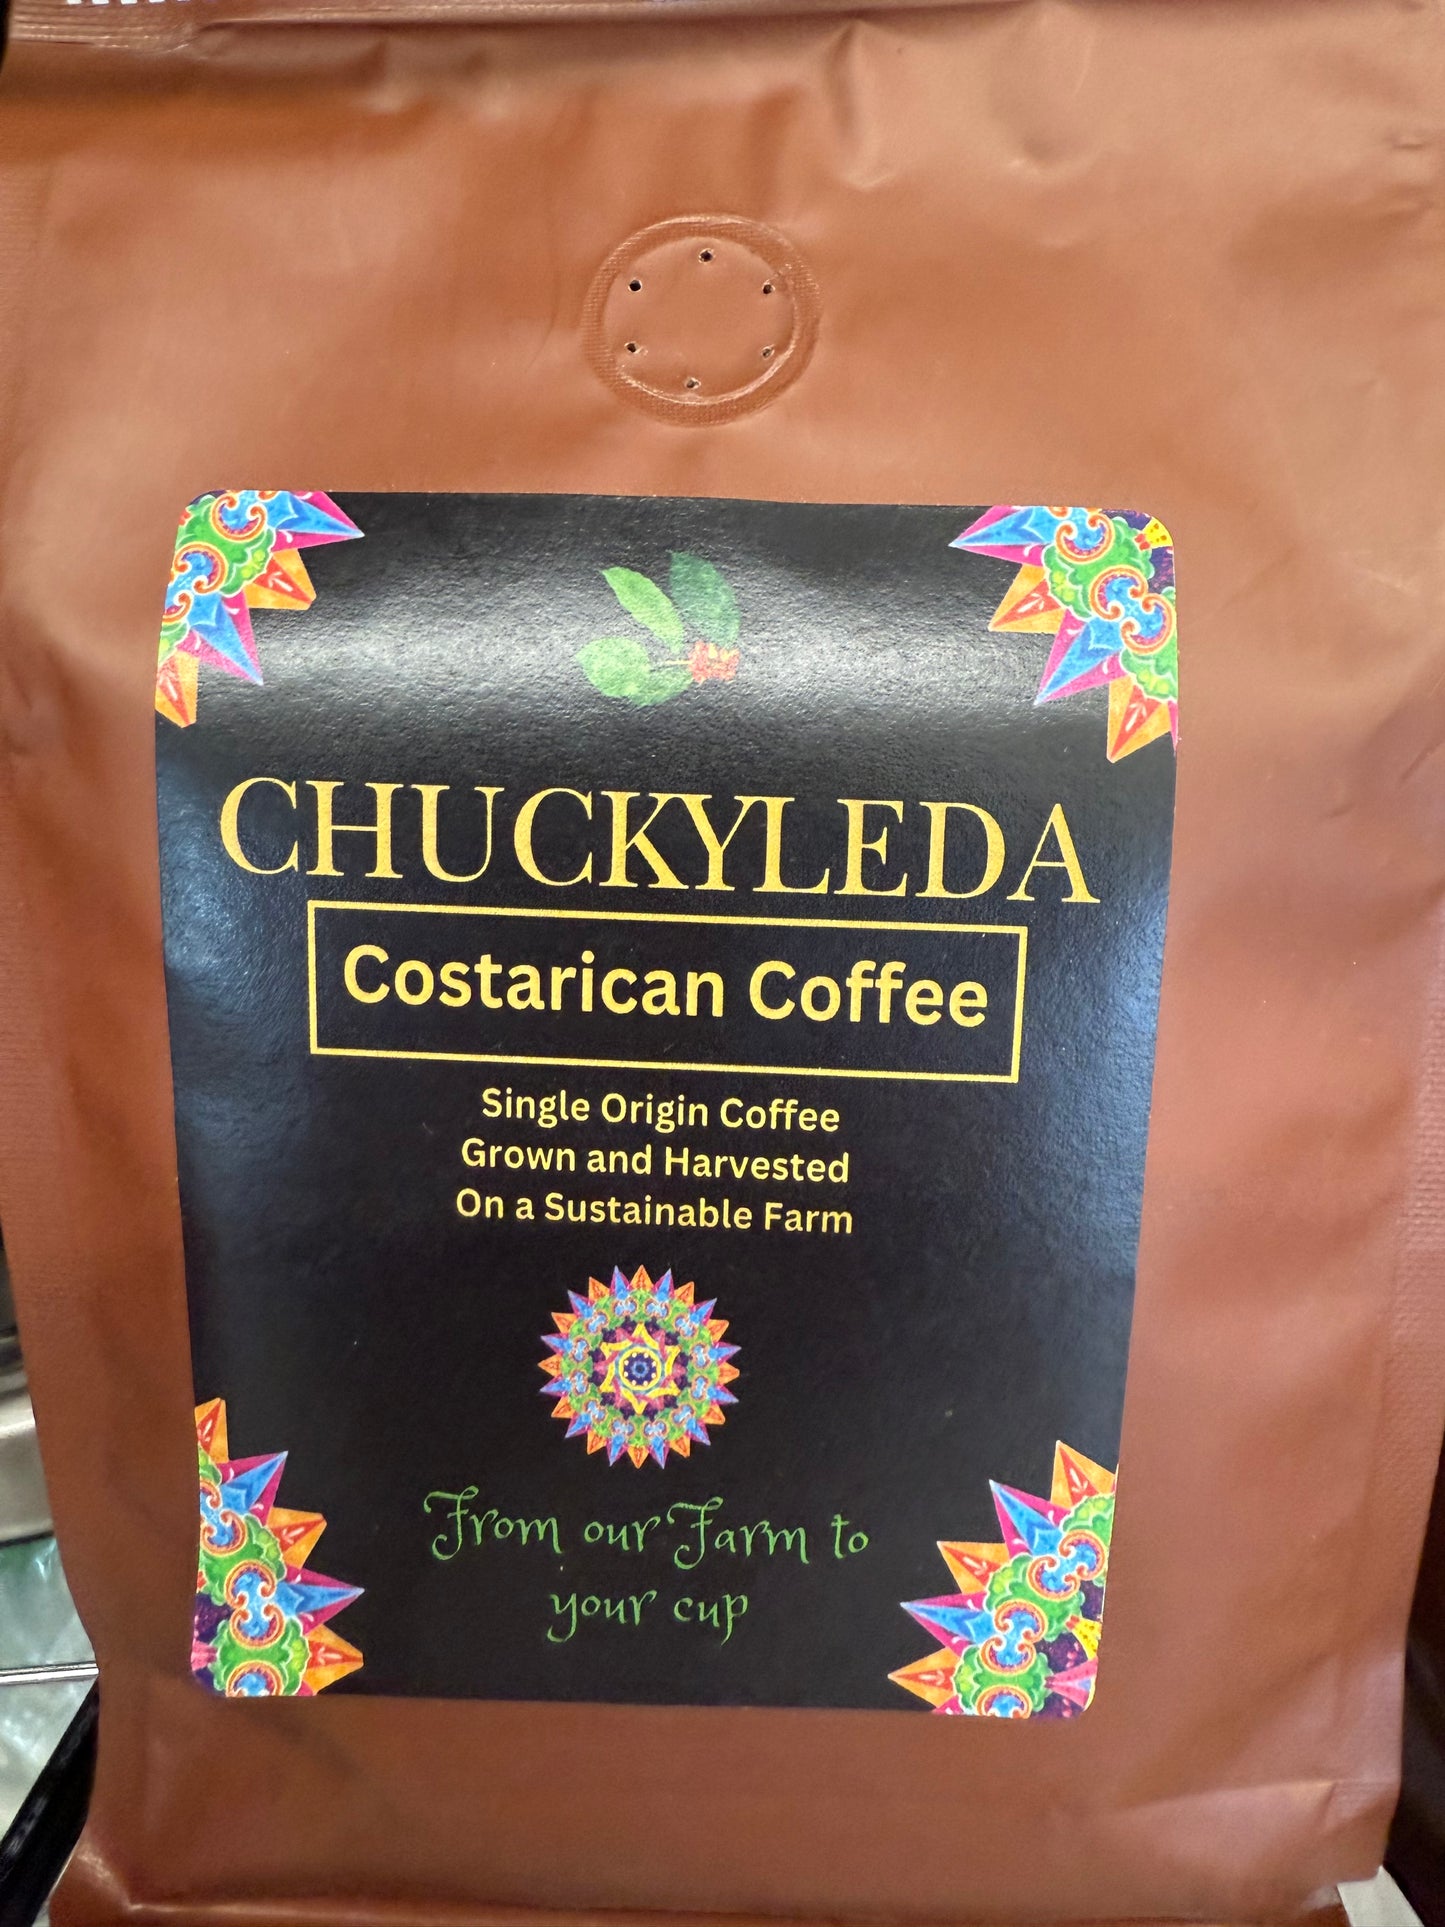 CHUCKYLEDA
Costarican Coffee
Single Origin Coffee
Grown and Harvested
On a Sustainable Farm
From our Farm to
your cup